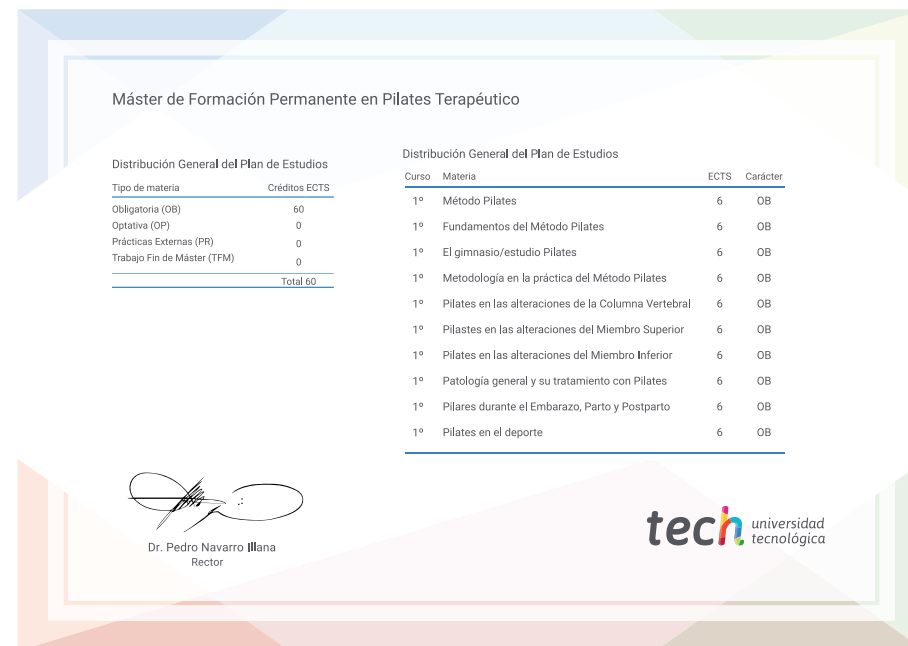 Máster de Formación Permanente en Pilates Terapéutico
Distribución General del Plan de Estudios
Tipo de materia Créditos ECTS
Obligatoria (OB) 60
Optativa (OP) 0
Prácticas Externas (PR) 0
Trabajo Fin de Máster (TFM) 0
Total 60
Distribución General del Plan de Estudios
Curso Materia ECTS Carácter
1º Método Pilates 6 OB
1º Fundamentos del Método Pilates 6 OB
1º El gimnasio/estudio Pilates 6 OB
1º Metodología en la práctica del Método Pilates 6 OB
1º Pilates en las alteraciones de la Columna Vertebral 6 OB
1º Pilastes en las alteraciones del Miembro Superior 6 OB
1º Pilates en las alteraciones del Miembro Inferior 6 OB
1º Patología general y su tratamiento con Pilates 6 OB
1º Pilares durante el Embarazo, Parto y Postparto 6 OB
1º Pilates en el deporte 6 OB
Dr. Pedro Navarro Illana
Rector
tech universidad
tecnológica